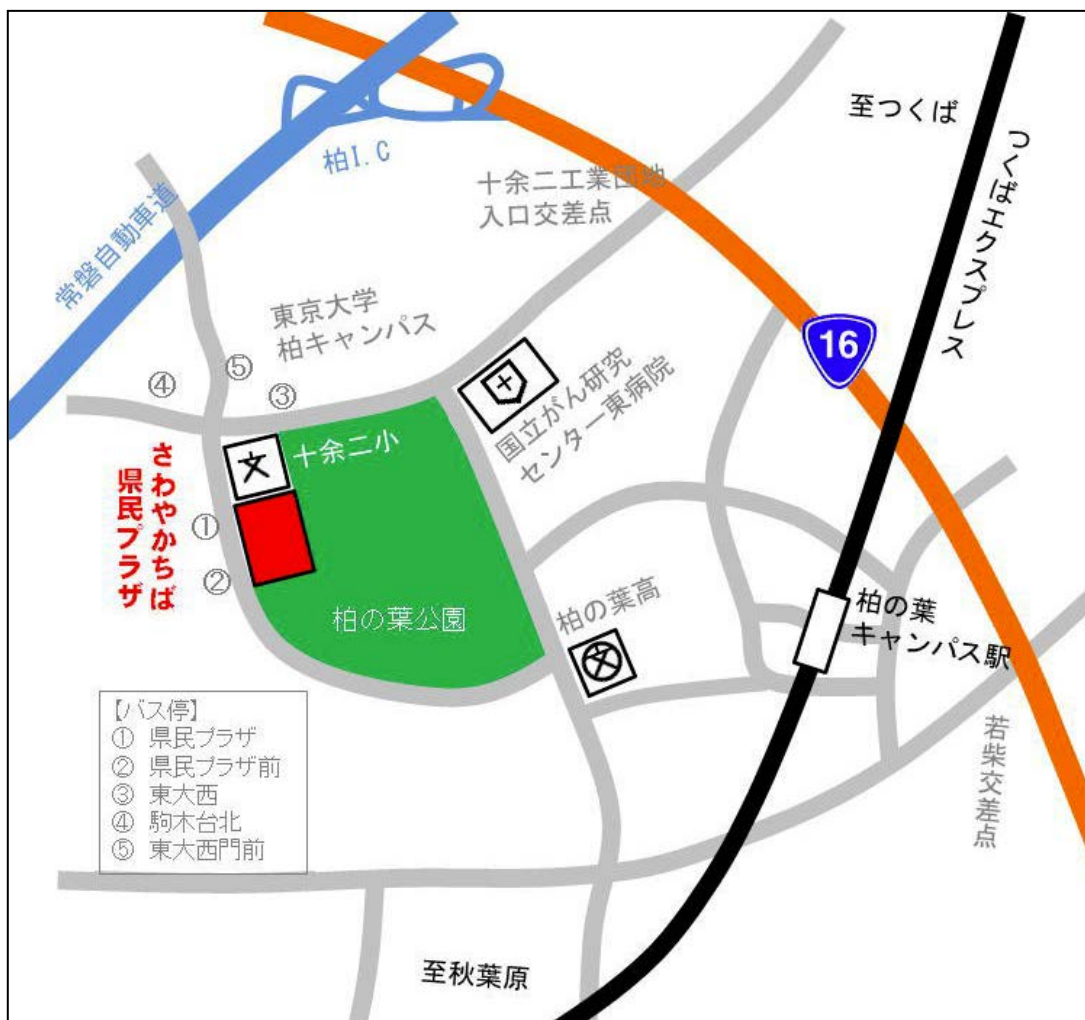 至つくば
つくばエクスプレス
柏I.C
常磐自動車道
十余二工業団地
入口交差点
東京大学
柏キャンパス
16
⑤
④
③
国立がん研究
センター東病院
十余二小
さわやかちば
県民プラザ
①
②
柏の葉公園
柏の葉高
柏の葉
キャンパス駅
若柴交差点
【バス停】
① 県民プラザ
② 県民プラザ前
③ 東大西
④ 駒木台北
⑤ 東大西門前
至秋葉原